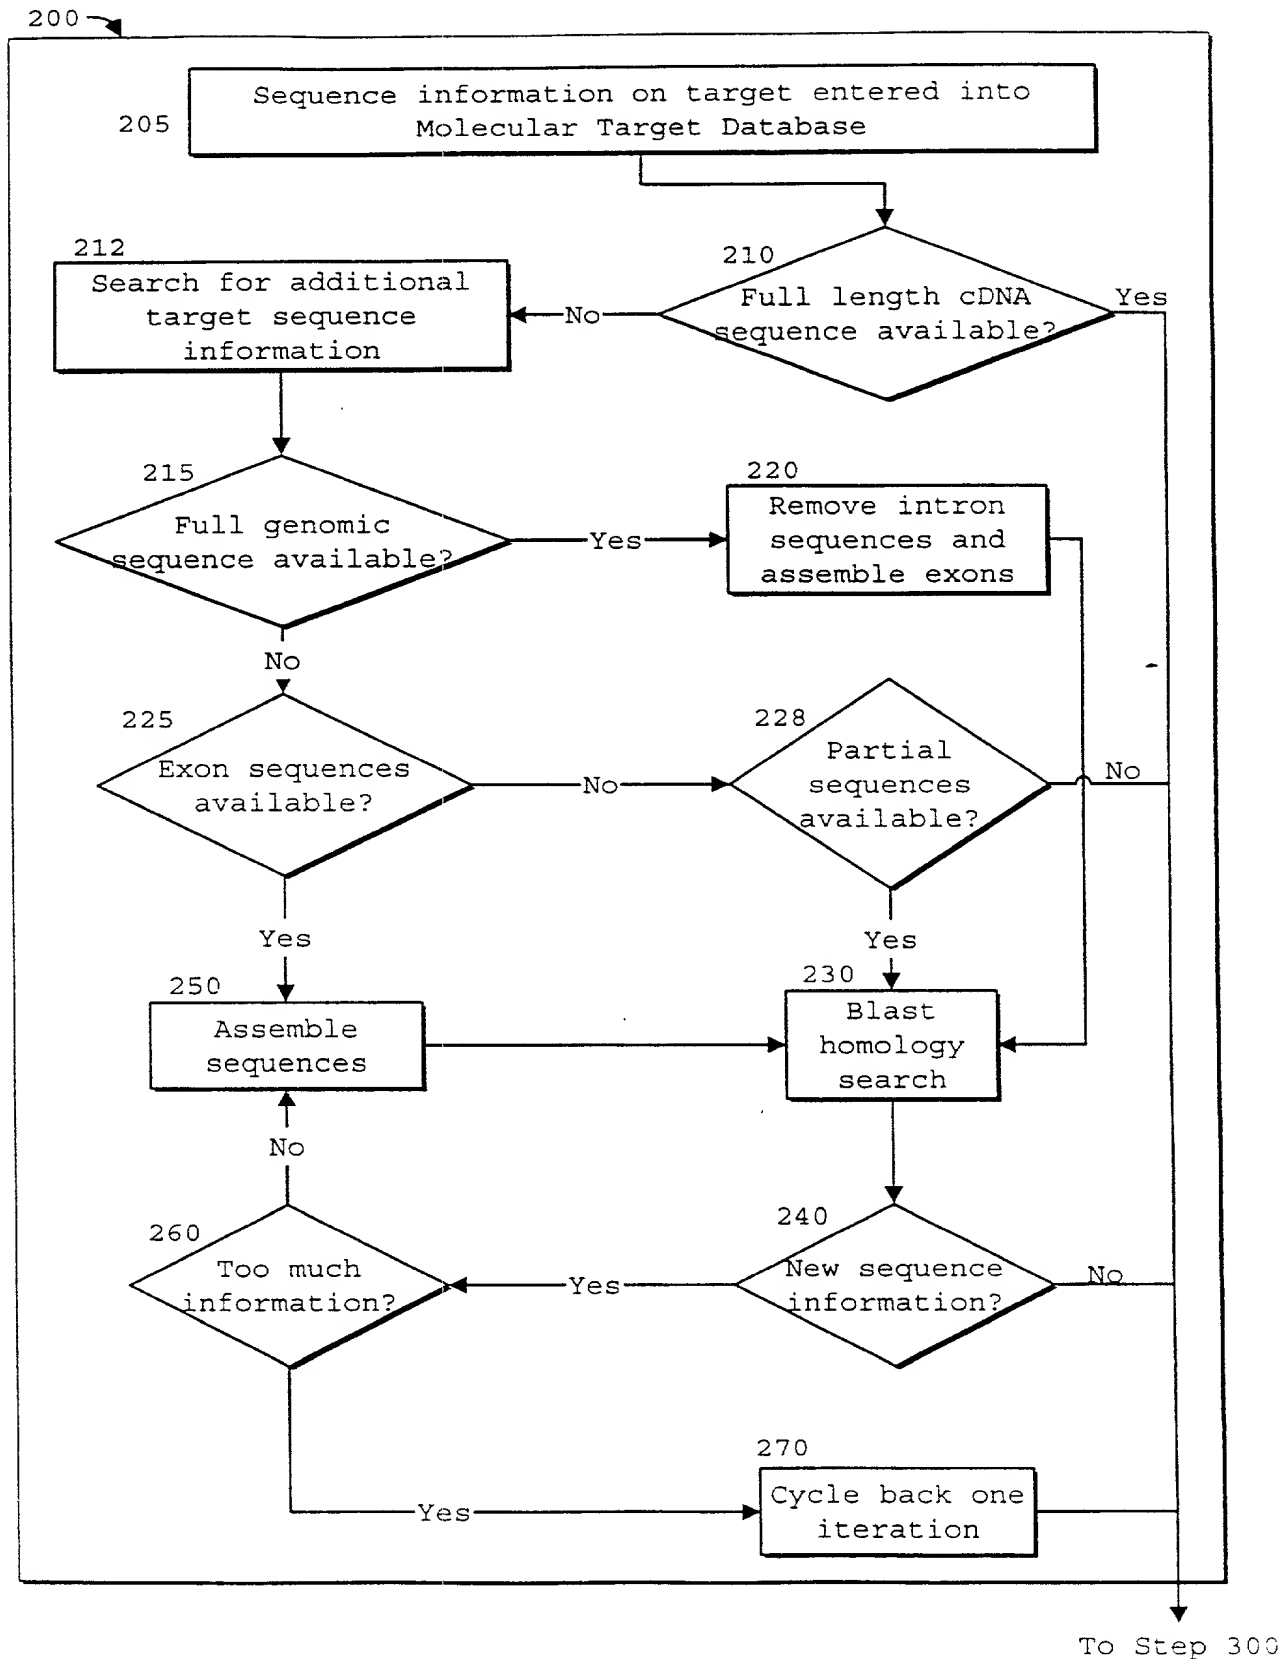 200
Sequence information on target entered into
Molecular Target Database
205
212
Search for additional
target sequence
information
210
Full length cDNA
sequence available?
Yes
No
215
Full genomic
sequence available?
Yes
220
Remove intron
sequences and
assemble exons
No
225
Exon sequences
available?
No
228
Partial
sequences
available?
No
Yes
Yes
250
Assemble
sequences
230
Blast
homology
search
No
260
Too much
information?
Yes
240
New sequence
information?
No
270
Cycle back one
iteration
Yes
To Step 300